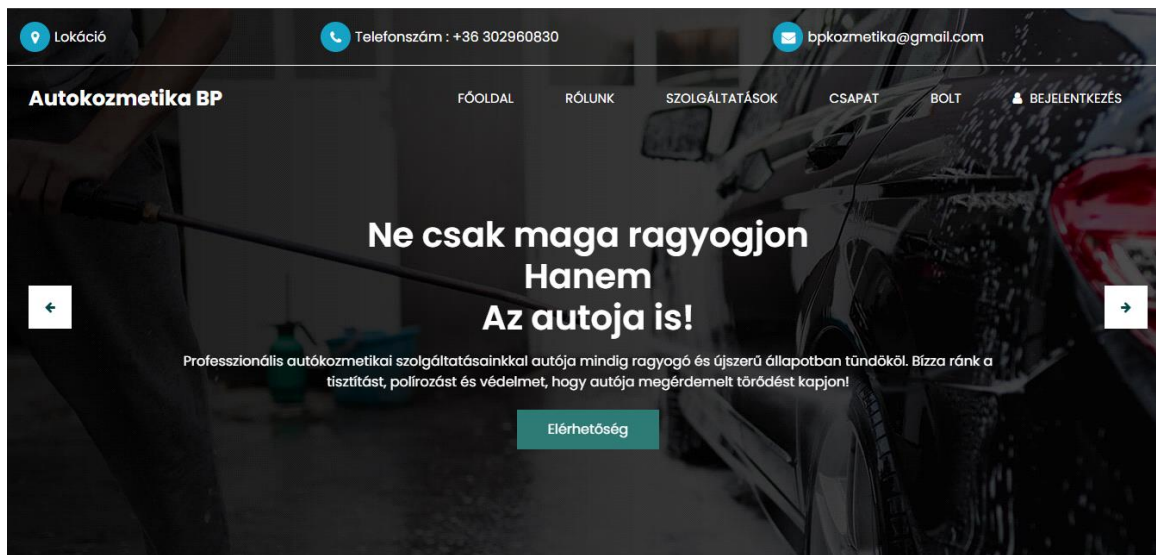 Lokáció
Telefonszám : +36 302960830
bpkozmetika@gmail.com
Autokozmetika BP
FŐOLDAL
RÓLUNK
SZOLGÁLTATÁSOK
CSAPAT
BOLT
BEJELENTKEZÉS
Ne csak maga ragyogjon
Hanem
Az autoja is!
Professzionális autókozmetikai szolgáltatásainkkal autója mindig ragyogó és újszerű állapotban tündököl. Bízza ránk a
tisztítást, polírozást és védelmet, hogy autója megérdemelt törődést kapjon!
Elérhetőség